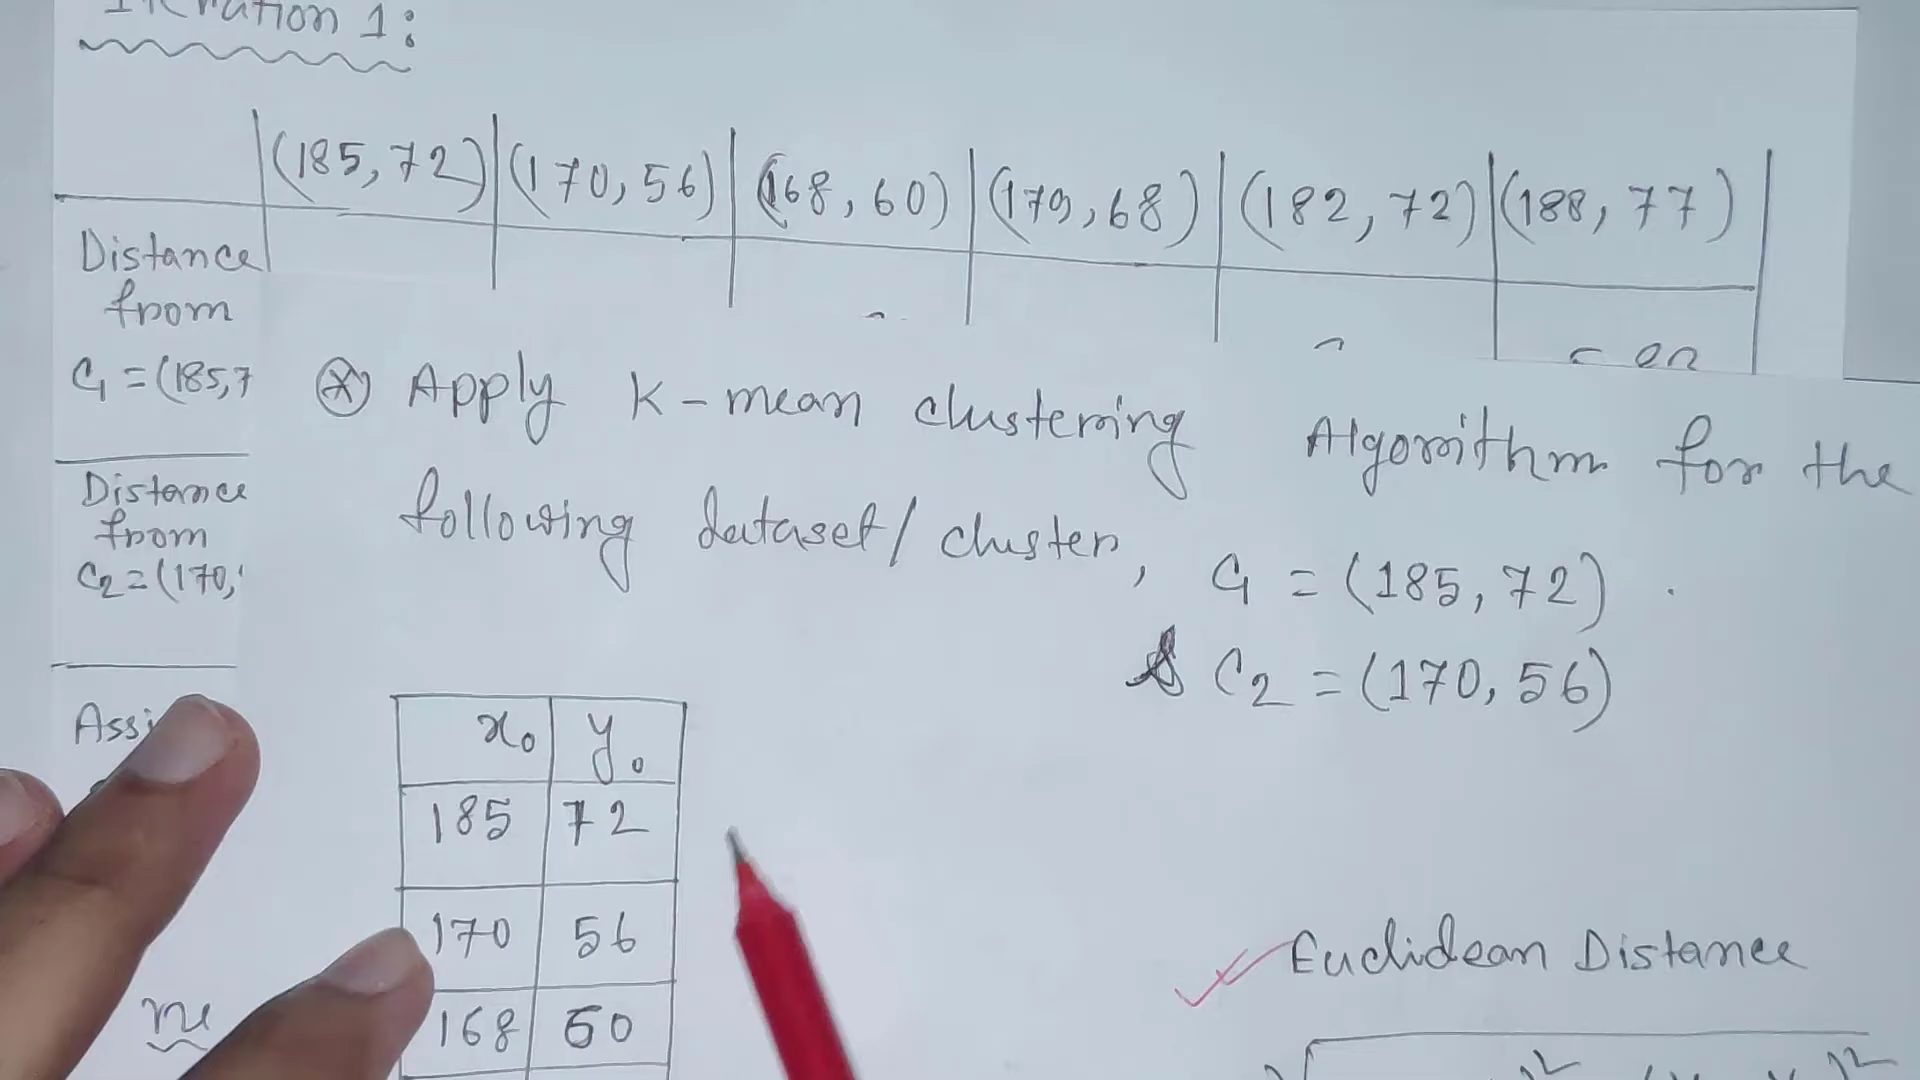 Iteration 1:
(185, 72) (170, 56) (168, 60) (179, 68) (182, 72) (188, 77)
Distance
from
C1 = (185, 7
Distance
from
C2 = (170,
Assi
Apply K-mean clustering Algorithm for the
following dataset/cluster, C1 = (185, 72)
& C2 = (170, 56)
x0 y0
185 72
170 56
168 60
Euclidean Distance